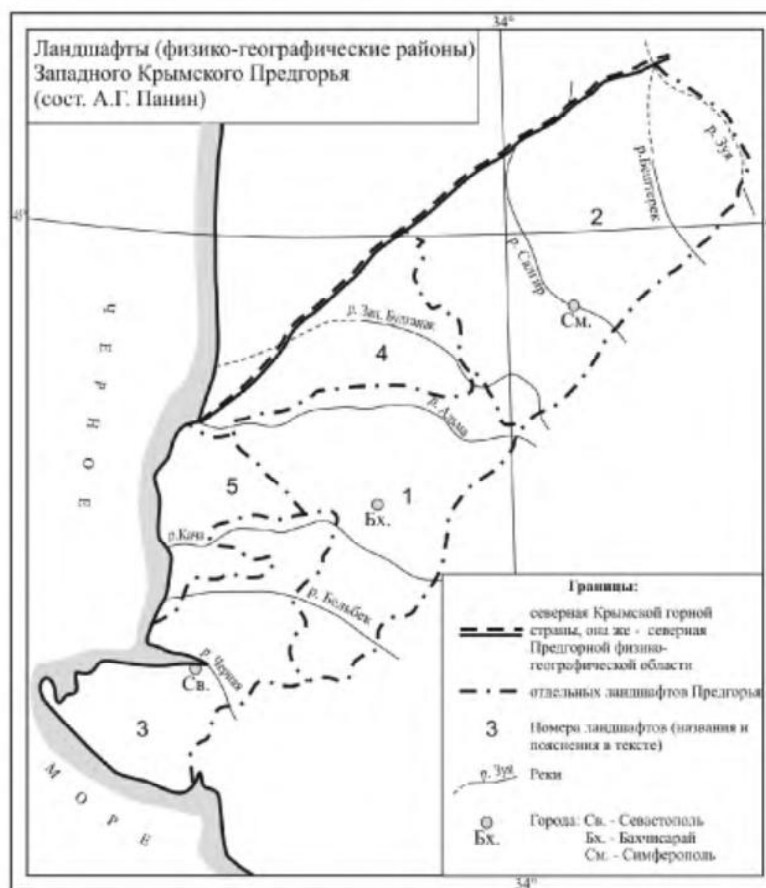 34°
Ландшафты (физико-географические районы)
Западного Крымского Предгорья
(сост. А.Г. Панин)
р. Зуя
р.Бештерек
45°
2
р. Салгир
См.
р. Зап. Булганак
4
р. Альма
ЧЕРНОЕ
5
1
Бх.
р.Кача
р. Бельбек
р. Черная
Св.
3
МОРЕ
Границы:
северная Крымской горной
страны, она же - северная
Предгорной физико-
географической области
отдельных ландшафтов Предгорья
3
Номера ландшафтов (названия и
пояснения в тексте)
р. Зуя
Реки
Бх.
Города: Св. - Севастополь
Бх. - Бахчисарай
См. - Симферополь
34°